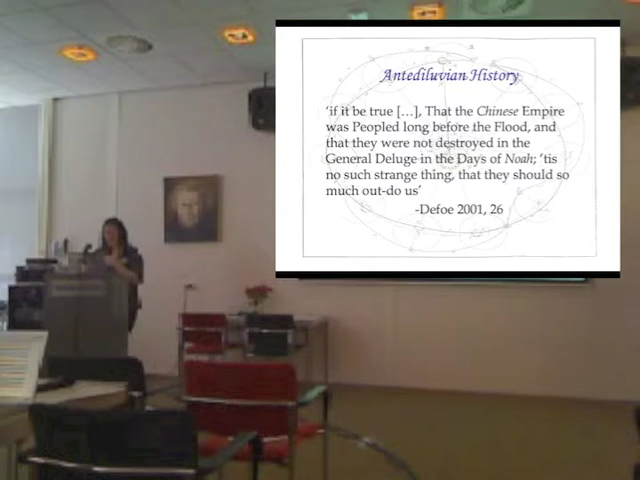 Antediluvian History
‘if it be true […], That the Chinese Empire
was Peopled long before the Flood, and
that they were not destroyed in the
General Deluge in the Days of Noah; ‘tis
no such strange thing, that they should so
much out-do us’
-Defoe 2001, 26